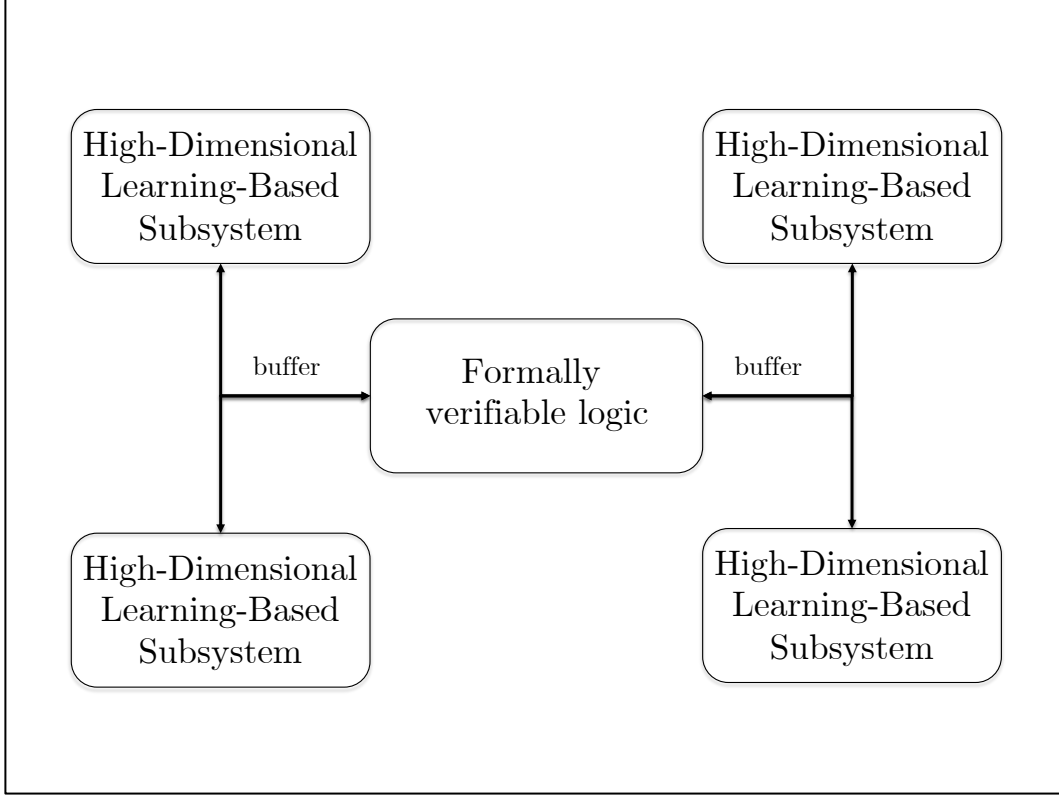 High-Dimensional
Learning-Based
Subsystem
High-Dimensional
Learning-Based
Subsystem
buffer
Formally
verifiable logic
buffer
High-Dimensional
Learning-Based
Subsystem
High-Dimensional
Learning-Based
Subsystem